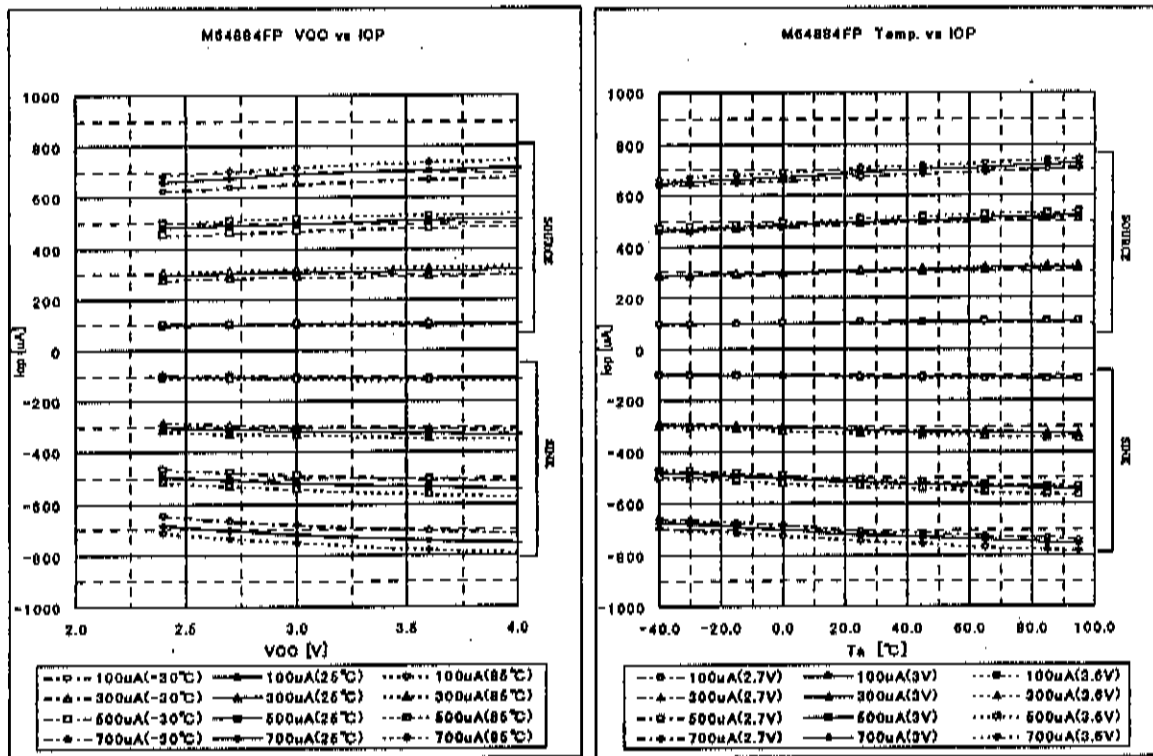 M64884FP VCO vs IOP
1000
800
600
400
200
0
-200
-400
-600
-800
-1000
Iop [uA]
SOURCE
SINK
2.0 2.5 3.0 3.5 4.0
VCO [V]
100uA(-30℃) 100uA(25℃) 100uA(85℃)
300uA(-30℃) 300uA(25℃) 300uA(85℃)
500uA(-30℃) 500uA(25℃) 500uA(85℃)
700uA(-30℃) 700uA(25℃) 700uA(85℃)
M64884FP Temp. vs IOP
1000
800
600
400
200
0
-200
-400
-600
-800
-1000
Iop [uA]
SOURCE
SINK
-40.0 -20.0 0.0 20.0 40.0 60.0 80.0 100.0
TA [℃]
100uA(2.7V) 100uA(3V) 100uA(3.6V)
300uA(2.7V) 300uA(3V) 300uA(3.6V)
500uA(2.7V) 500uA(3V) 500uA(3.6V)
700uA(2.7V) 700uA(3V) 700uA(3.6V)